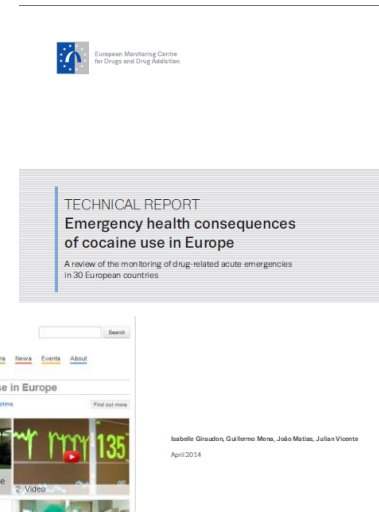 European Monitoring Centre
for Drugs and Drug Addiction
TECHNICAL REPORT
Emergency health consequences
of cocaine use in Europe
A review of the monitoring of drug-related acute emergencies
in 30 European countries
Search
News Events About
se in Europe
Find out more
135
2. Video
Isabelle Giraudon, Guillermo Mena, João Matias, Julian Vicente
April 2014